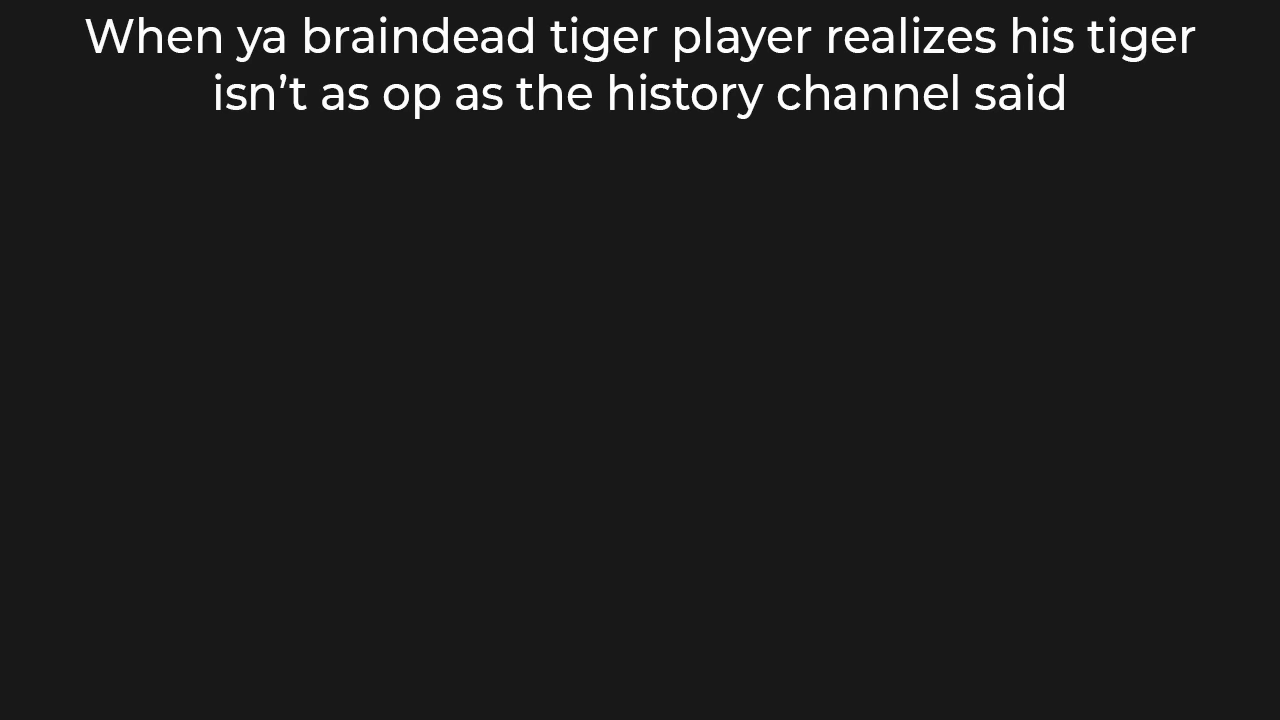 When ya braindead tiger player realizes his tiger
isn’t as op as the history channel said